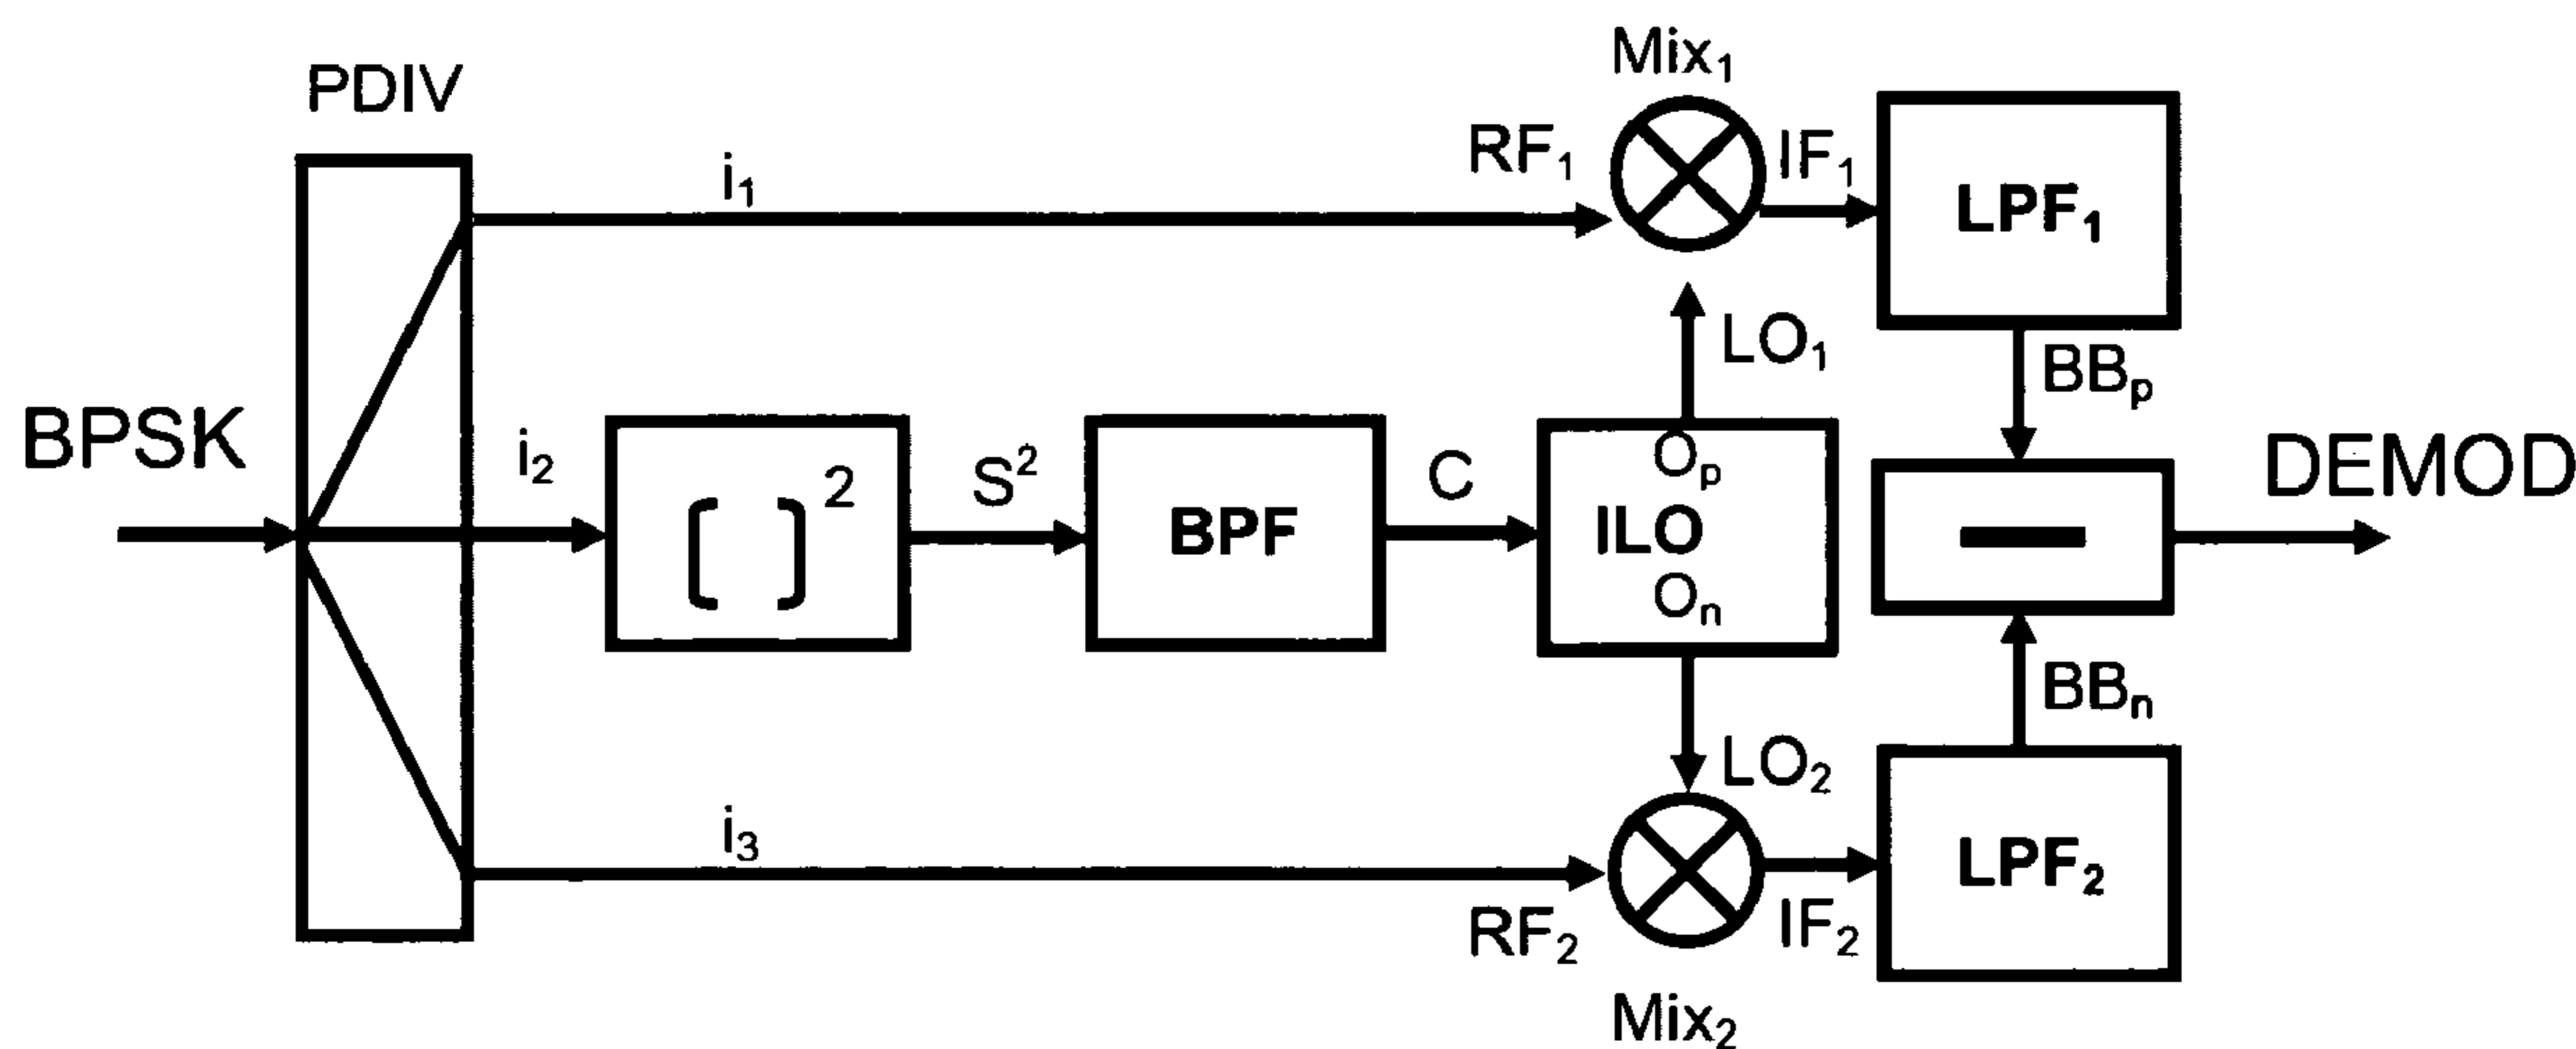 Mix₁
PDIV
RF₁
IF₁
i₁
LPF₁
LO₁
BBₚ
BPSK
i₂
[ ]²
S²
BPF
C
Oₚ
ILO
Oₙ
DEMOD
BBₙ
LO₂
i₃
LPF₂
RF₂
IF₂
Mix₂